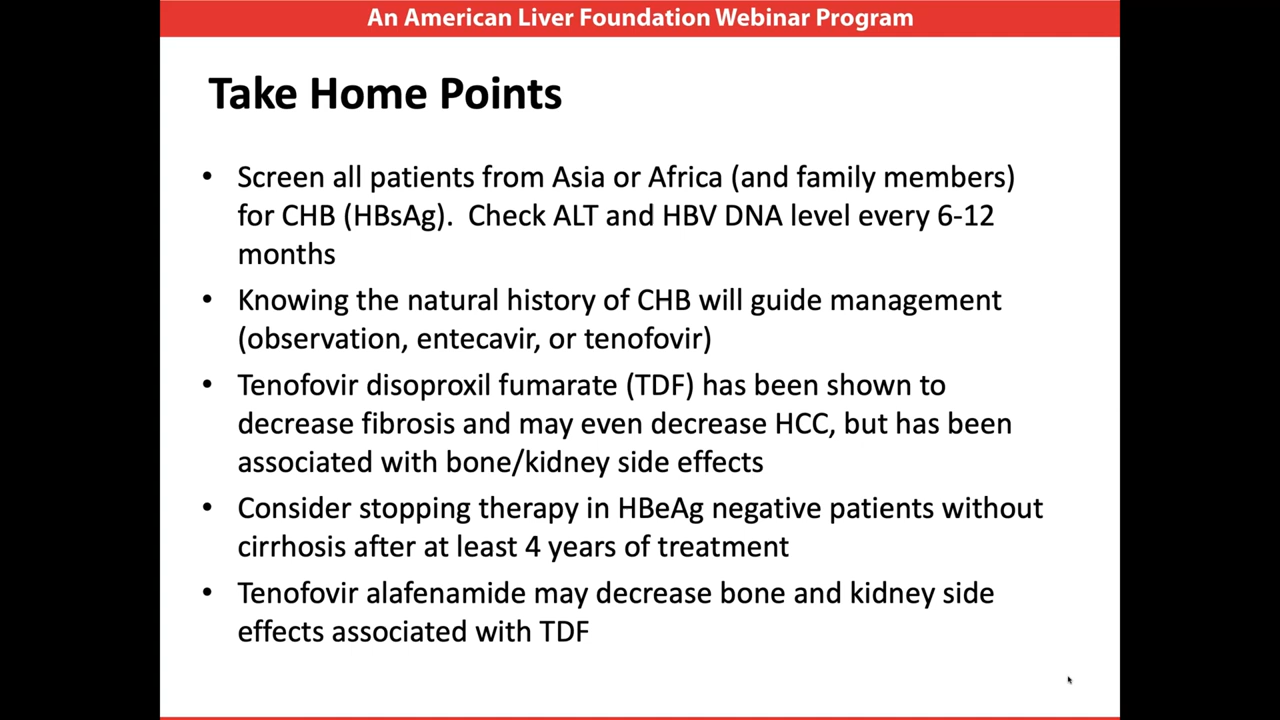 An American Liver Foundation Webinar Program
Take Home Points
• Screen all patients from Asia or Africa (and family members)
for CHB (HBsAg).  Check ALT and HBV DNA level every 6-12
months
• Knowing the natural history of CHB will guide management
(observation, entecavir, or tenofovir)
• Tenofovir disoproxil fumarate (TDF) has been shown to
decrease fibrosis and may even decrease HCC, but has been
associated with bone/kidney side effects
• Consider stopping therapy in HBeAg negative patients without
cirrhosis after at least 4 years of treatment
• Tenofovir alafenamide may decrease bone and kidney side
effects associated with TDF